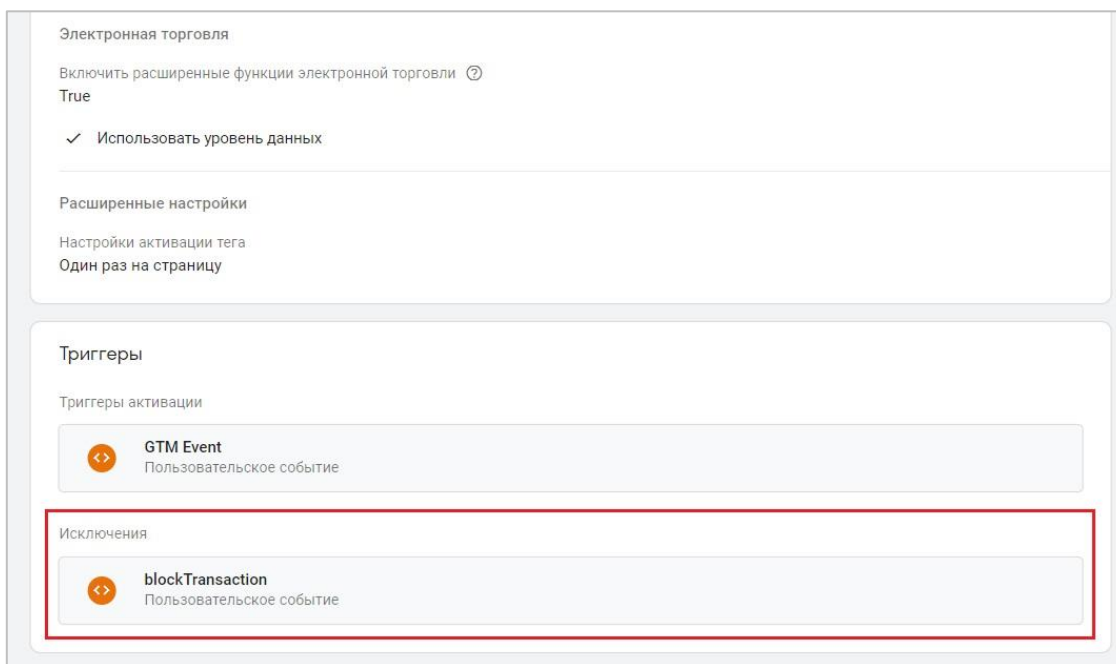 Электронная торговля
Включить расширенные функции электронной торговли ?
True
Использовать уровень данных
Расширенные настройки
Настройки активации тега
Один раз на страницу
Триггеры
Триггеры активации
GTM Event
Пользовательское событие
Исключения
blockTransaction
Пользовательское событие